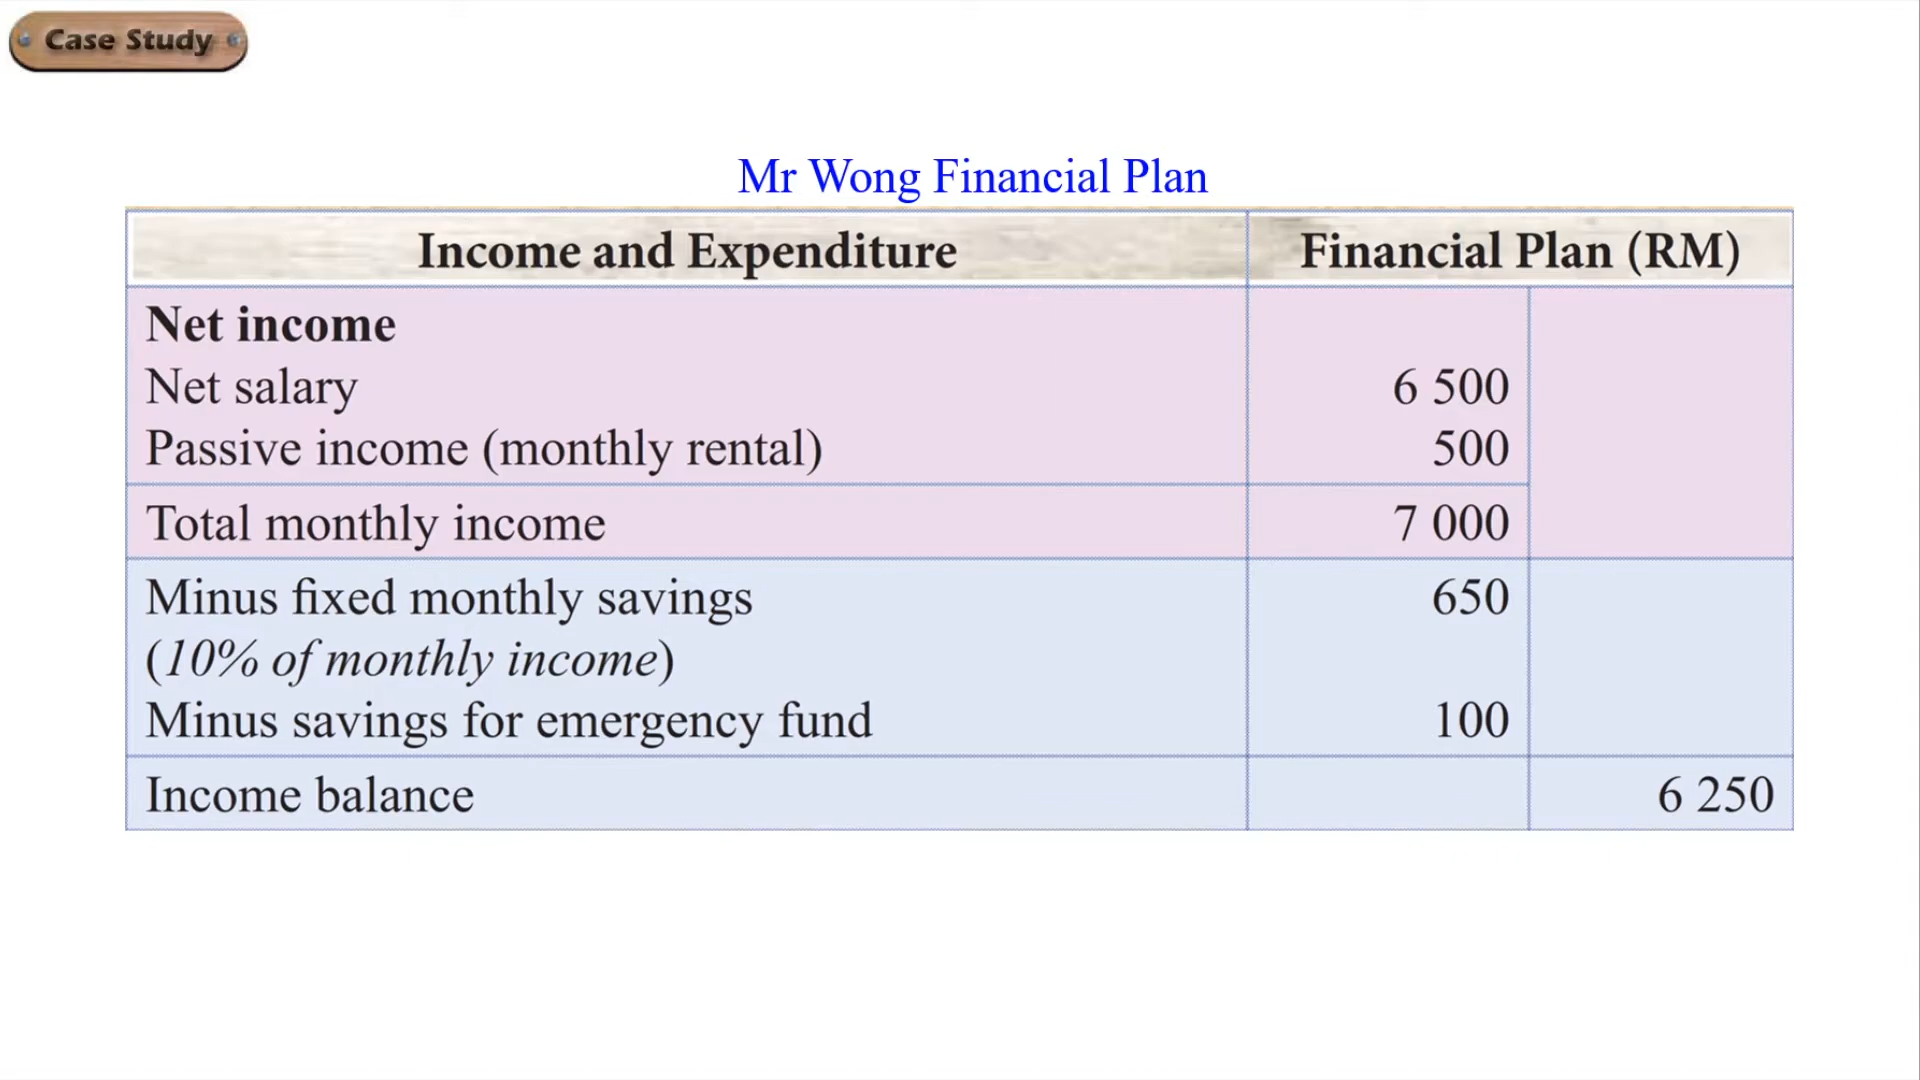 Case Study
Mr Wong Financial Plan
Income and Expenditure Financial Plan (RM)
Net income
Net salary 6 500
Passive income (monthly rental) 500
Total monthly income 7 000
Minus fixed monthly savings 650
(10% of monthly income)
Minus savings for emergency fund 100
Income balance 6 250